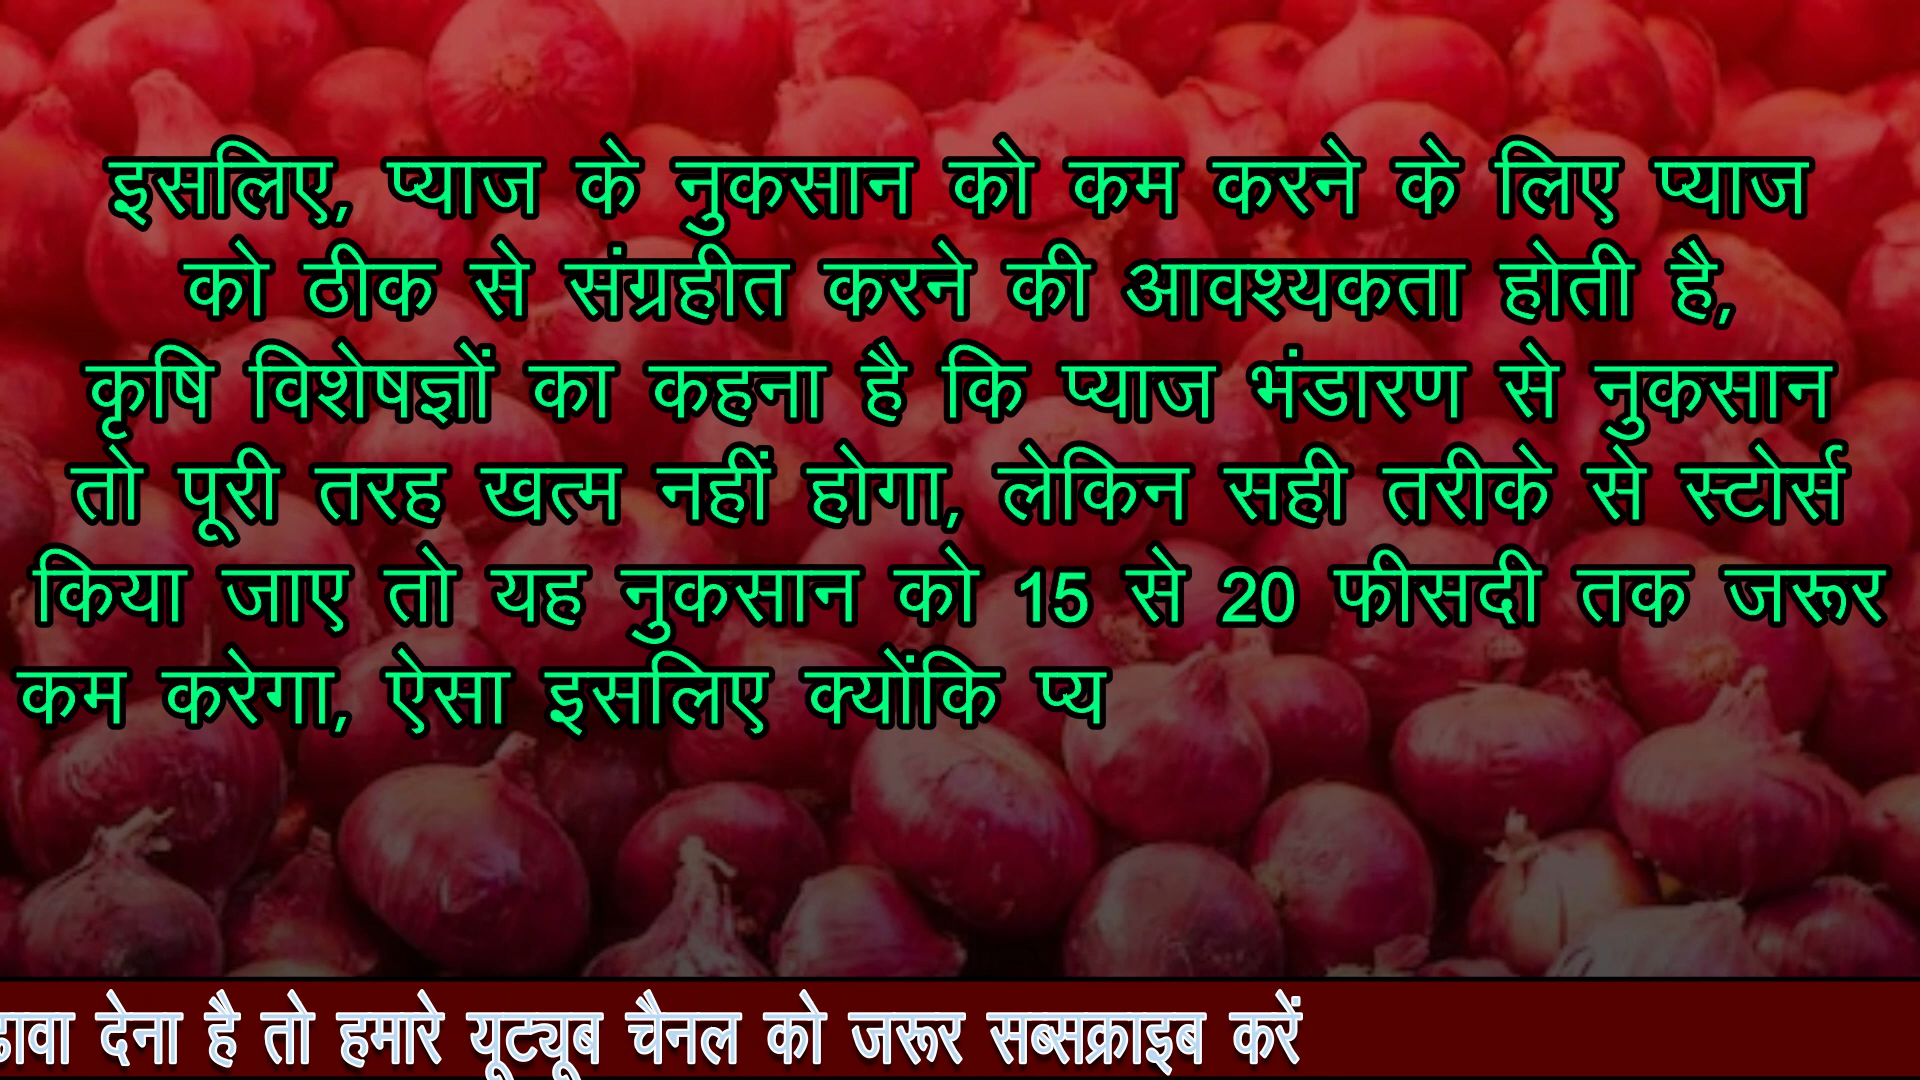 इसलिए, प्याज के नुकसान को कम करने के लिए प्याज
को ठीक से संग्रहीत करने की आवश्यकता होती है,
कृषि विशेषज्ञों का कहना है कि प्याज भंडारण से नुकसान
तो पूरी तरह खत्म नहीं होगा, लेकिन सही तरीके से स्टोर्स
किया जाए तो यह नुकसान को 15 से 20 फीसदी तक जरूर
कम करेगा, ऐसा इसलिए क्योंकि प्य
देना है तो हमारे यूट्यूब चैनल को जरूर सब्सक्राइब करें